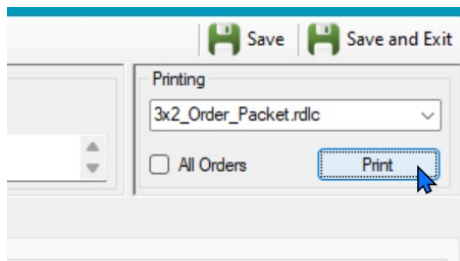 Save Save and Exit
Printing
3x2_Order_Packet.rdlc
All Orders Print